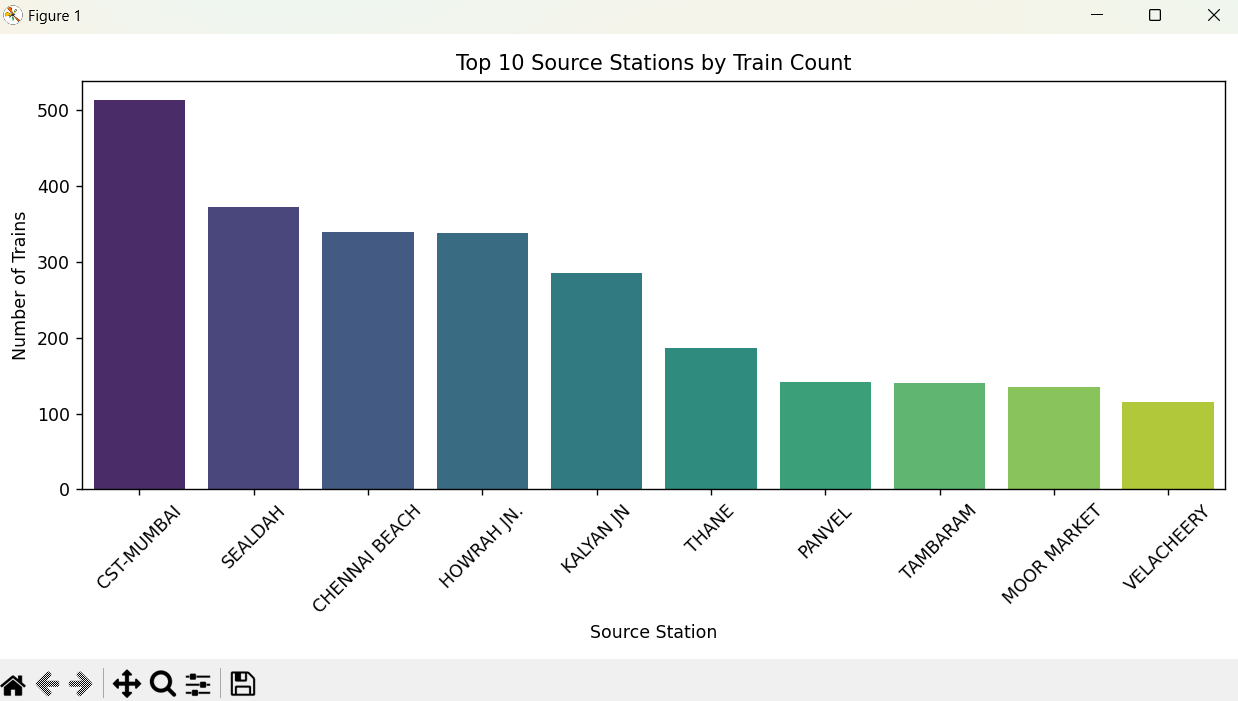 Figure 1
Top 10 Source Stations by Train Count
Number of Trains
500
400
300
200
100
0
CST-MUMBAI
SEALDAH
CHENNAI BEACH
HOWRAH JN.
KALYAN JN
THANE
PANVEL
TAMBARAM
MOOR MARKET
VELACHEERY
Source Station